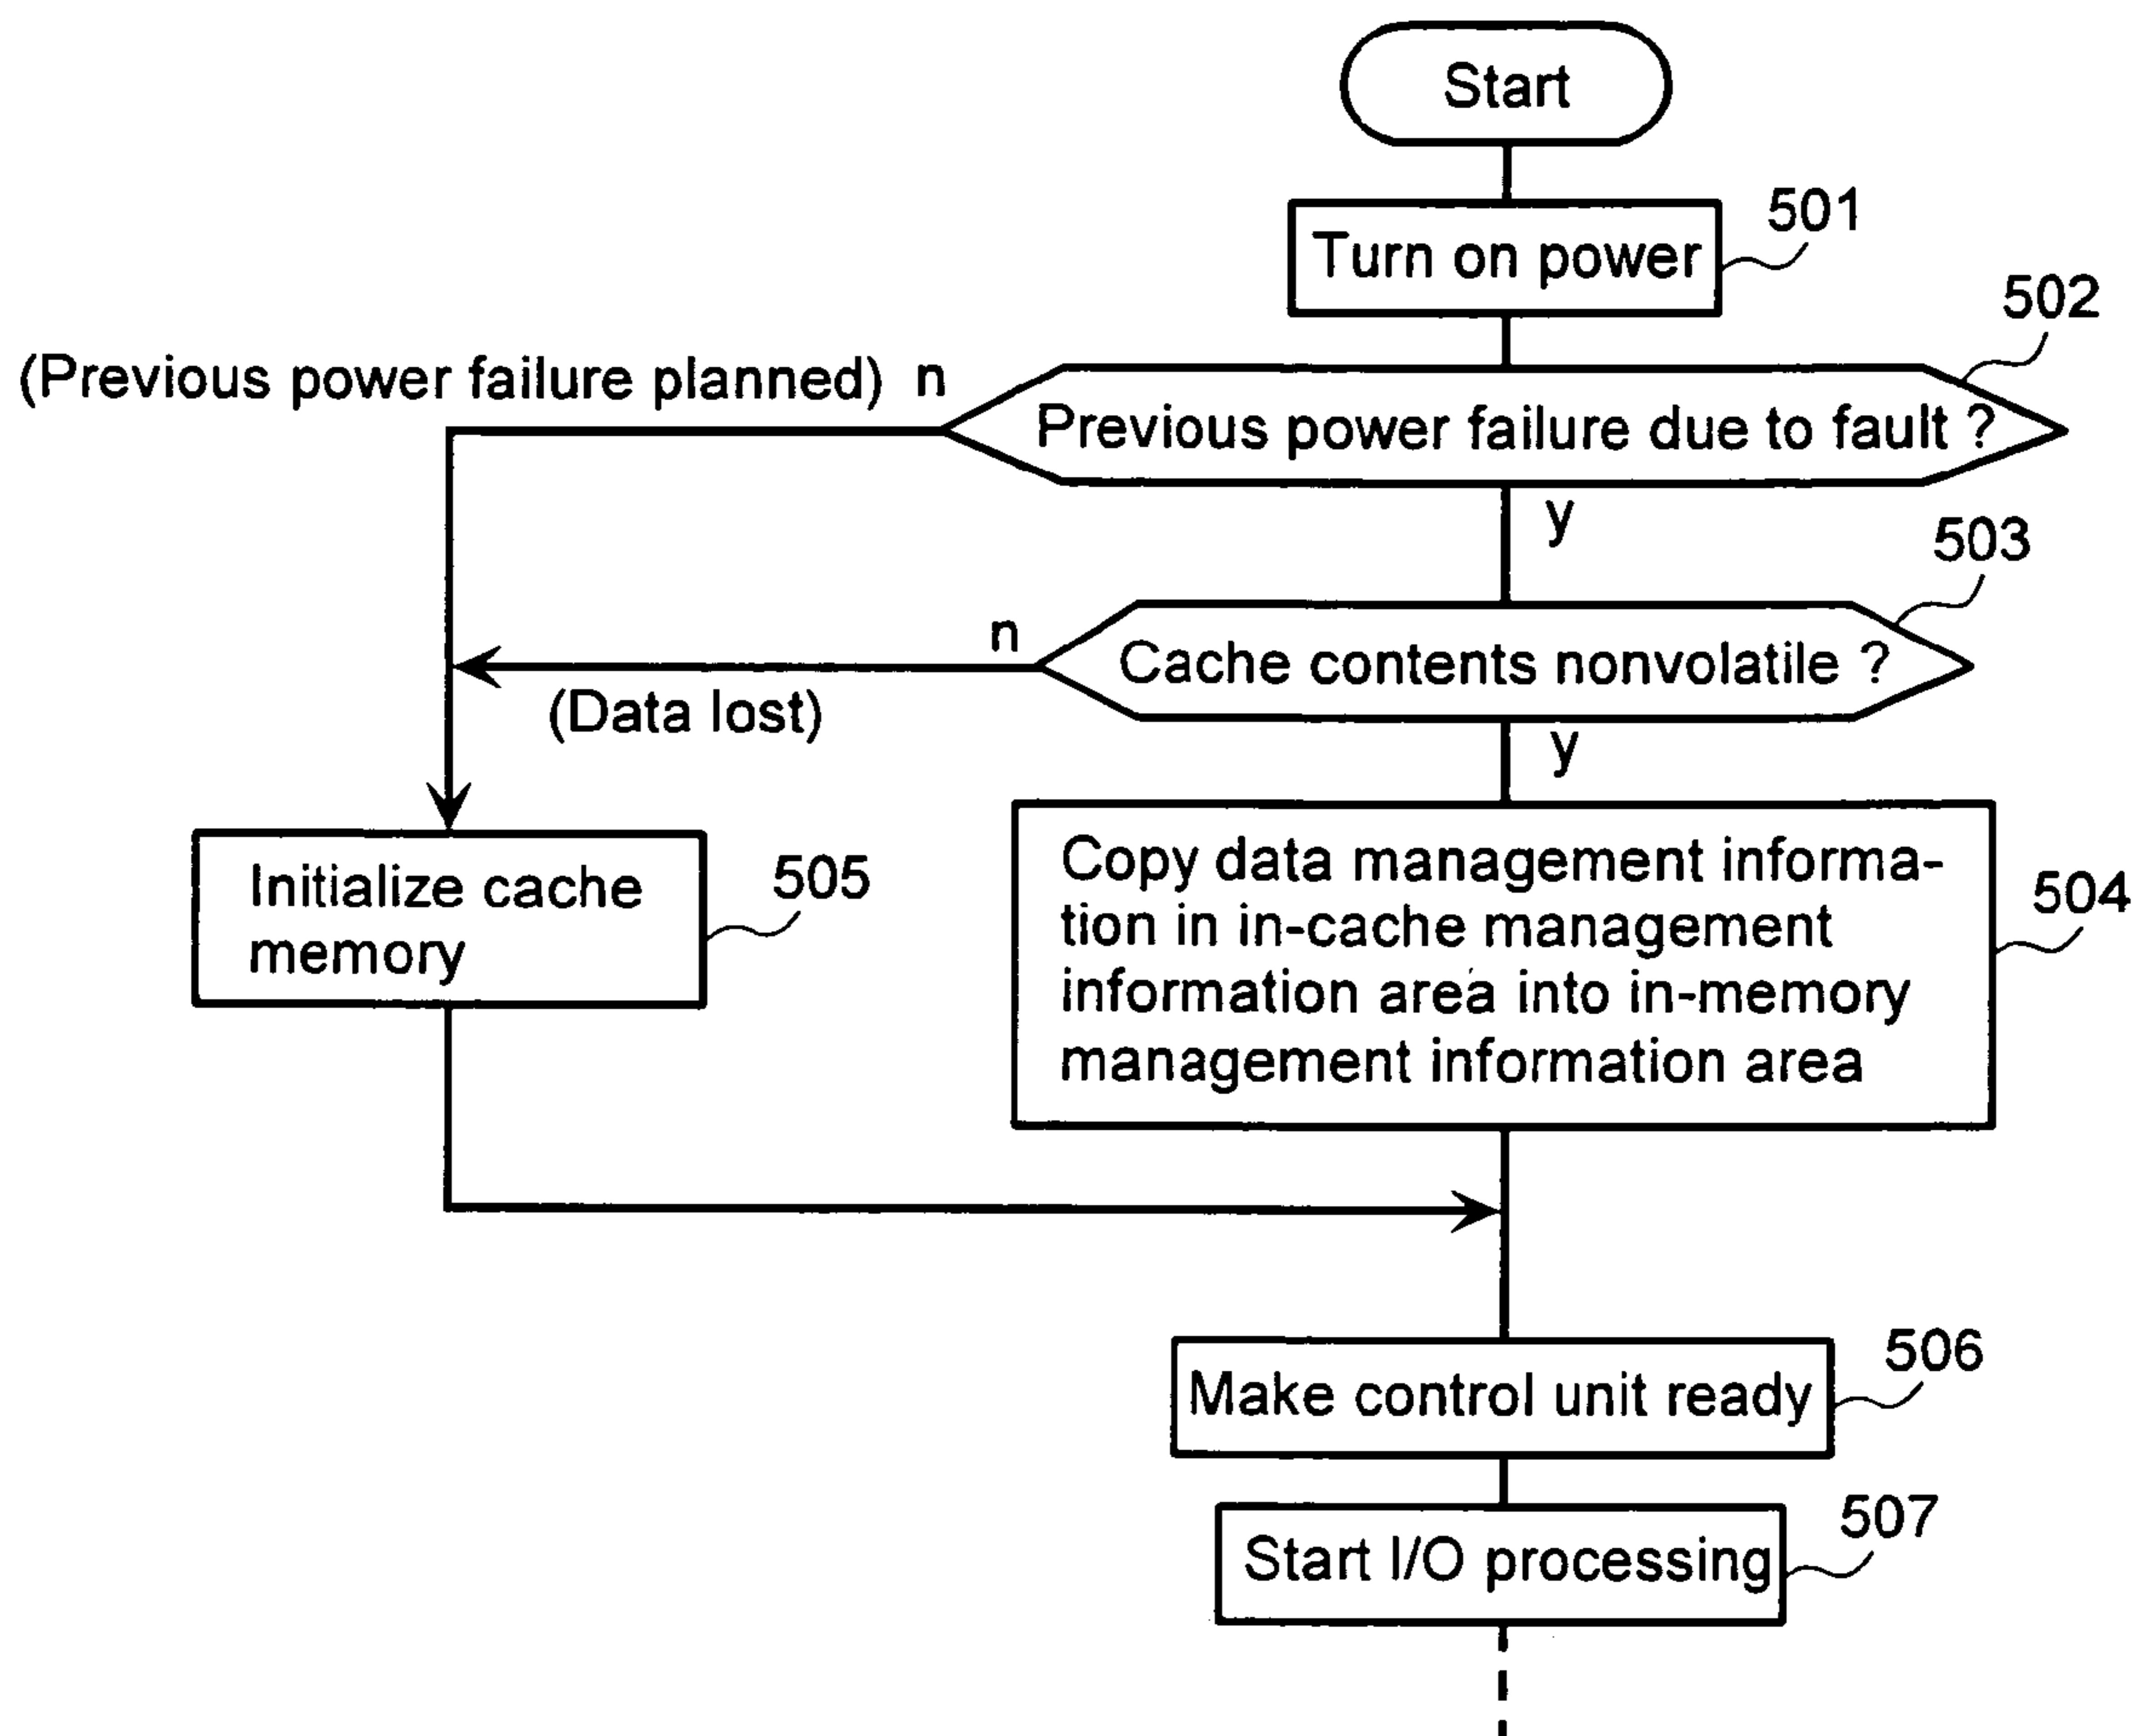 Start
501
Turn on power
502
(Previous power failure planned) n
Previous power failure due to fault ?
y
503
n
Cache contents nonvolatile ?
(Data lost)
y
Initialize cache
memory
505
Copy data management informa-
tion in in-cache management
information area into in-memory
management information area
504
506
Make control unit ready
507
Start I/O processing